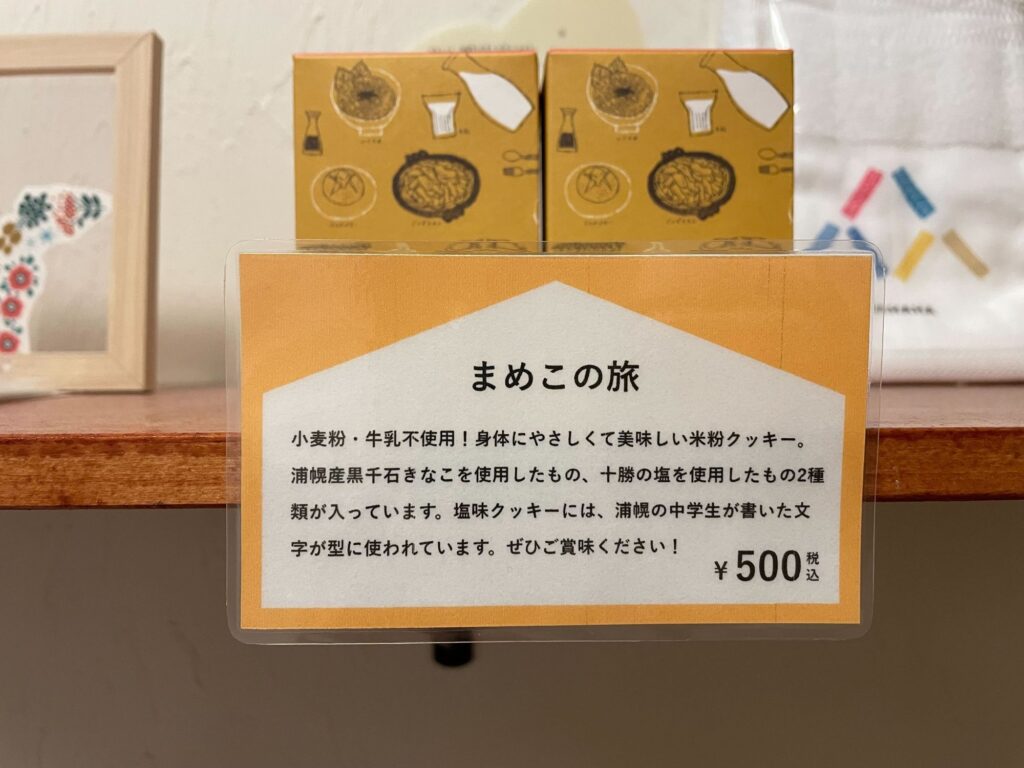 まめこの旅
小麦粉・牛乳不使用！身体にやさしくて美味しい米粉クッキー。
浦幌産黒千石きなこを使用したもの、十勝の塩を使用したもの2種
類が入っています。塩味クッキーには、浦幌の中学生が書いた文
字が型に使われています。ぜひご賞味ください！
￥500税込